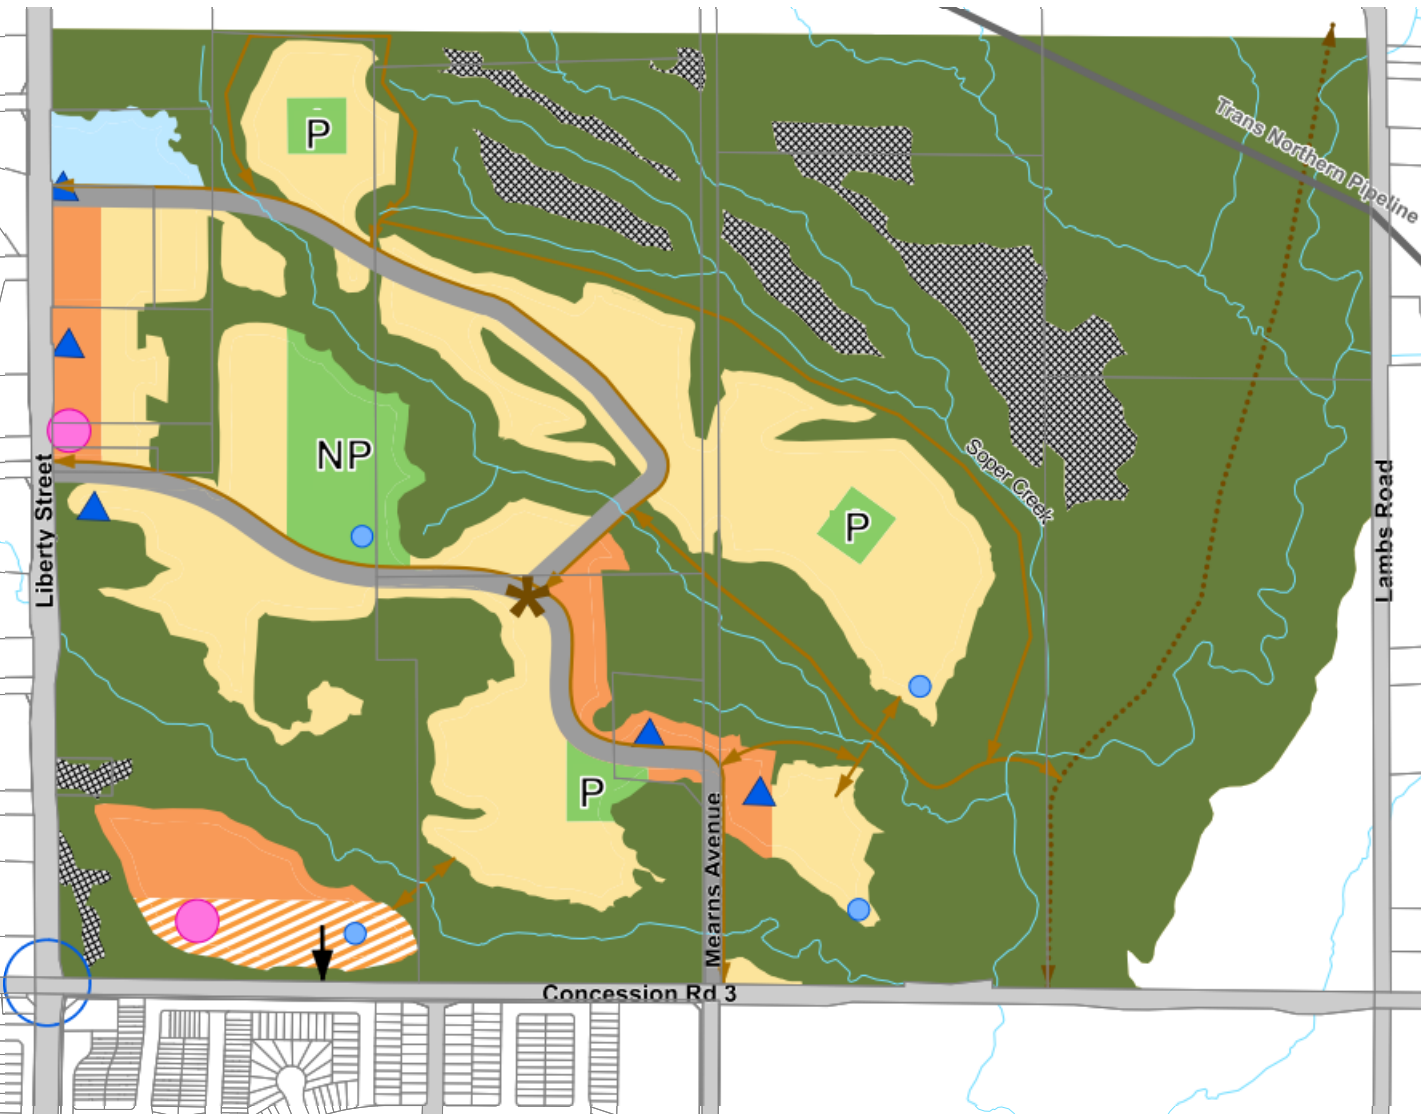 P
Trans Northern Pipeline
NP
Soper Creek
P
Liberty Street
Lambs Road
P
Mearns Avenue
Concession Rd 3